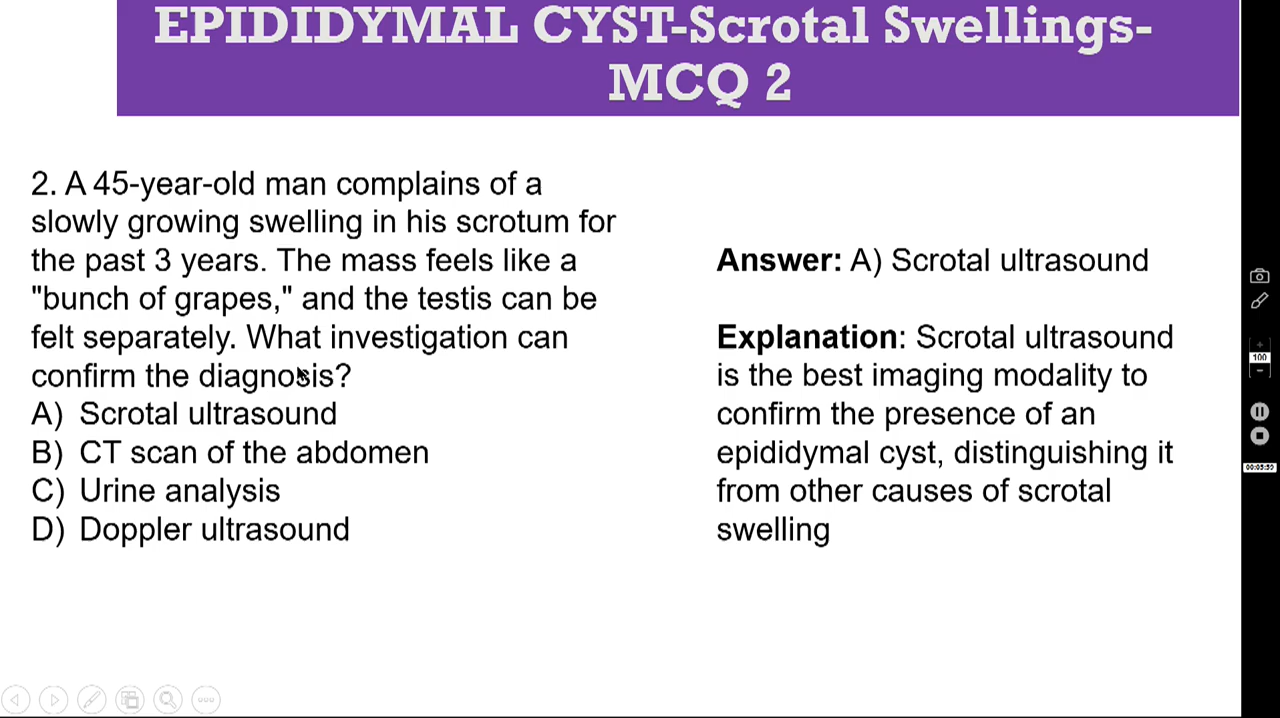 EPIDIDYMAL CYST-Scrotal Swellings-
MCQ 2
2. A 45-year-old man complains of a
slowly growing swelling in his scrotum for
the past 3 years. The mass feels like a
"bunch of grapes," and the testis can be
felt separately. What investigation can
confirm the diagnosis?
A) Scrotal ultrasound
B) CT scan of the abdomen
C) Urine analysis
D) Doppler ultrasound
Answer: A) Scrotal ultrasound
Explanation: Scrotal ultrasound
is the best imaging modality to
confirm the presence of an
epididymal cyst, distinguishing it
from other causes of scrotal
swelling
100